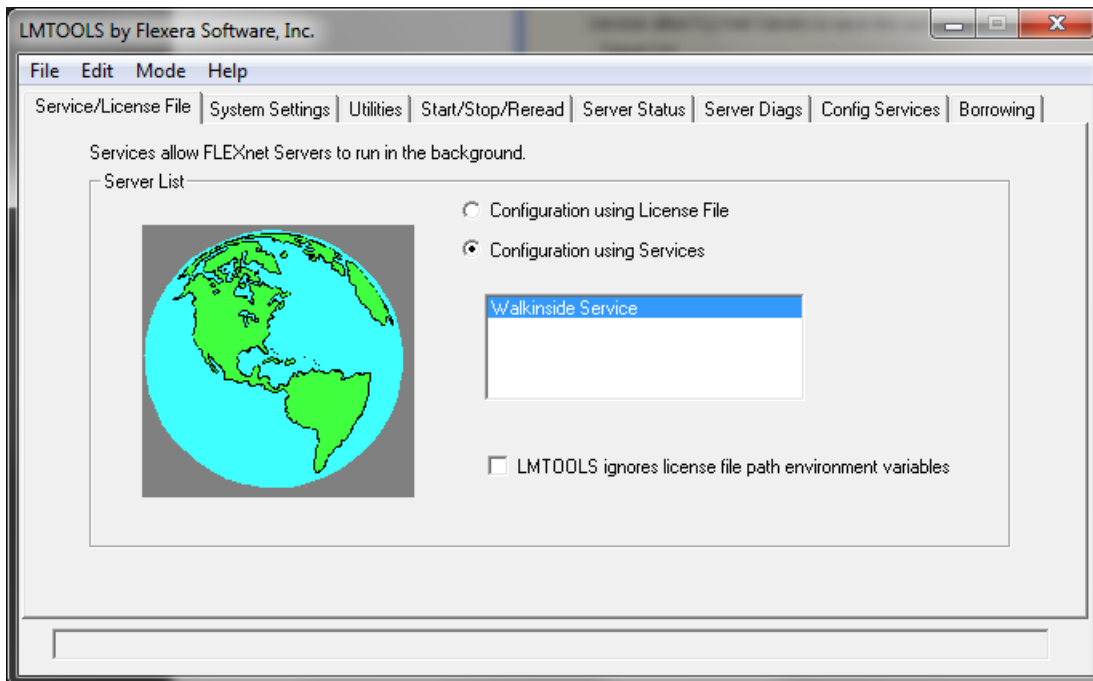 LMTOOLS by Flexera Software, Inc.
File Edit Mode Help
Service/License File System Settings Utilities Start/Stop/Reread Server Status Server Diags Config Services Borrowing
Services allow FLEXnet Servers to run in the background.
Server List
Configuration using License File
Configuration using Services
Walkinside Service
LMTOOLS ignores license file path environment variables